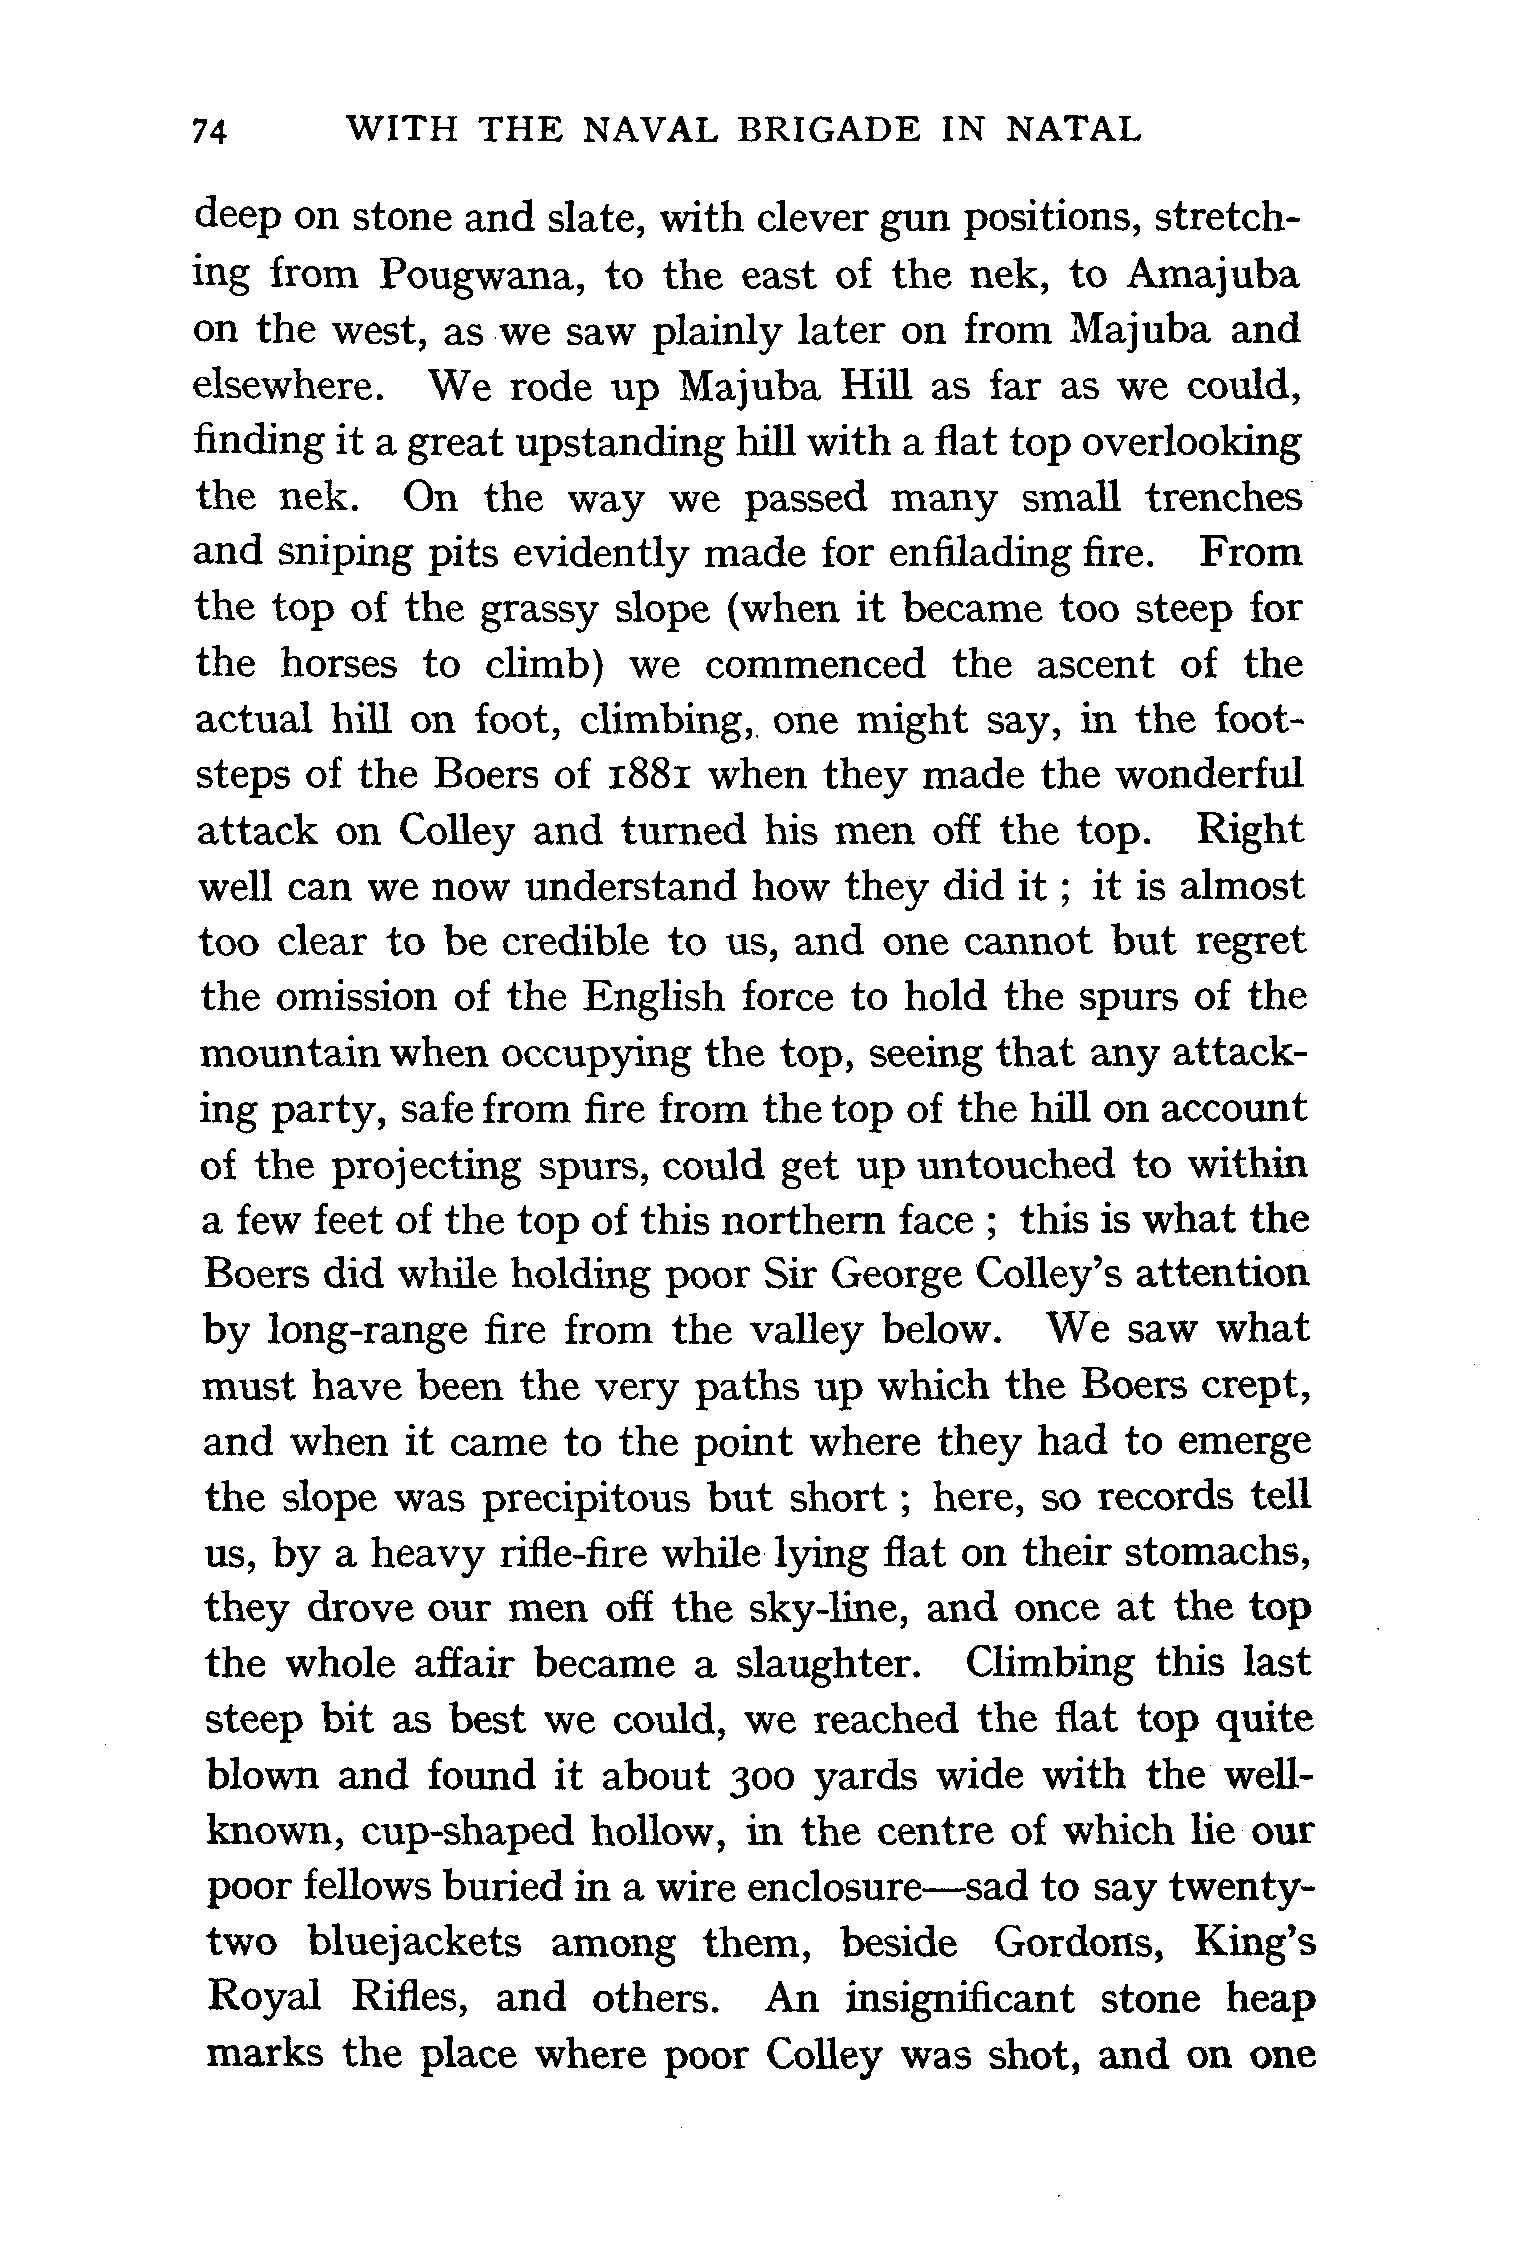 74 WITH THE NAVAL BRIGADE IN NATAL
deep on stone and slate, with clever gun positions, stretch-
ing from Pougwana, to the east of the nek, to Amajuba
on the west, as we saw plainly later on from Majuba and
elsewhere. We rode up Majuba Hill as far as we could,
finding it a great upstanding hill with a flat top overlooking
the nek. On the way we passed many small trenches
and sniping pits evidently made for enfilading fire. From
the top of the grassy slope (when it became too steep for
the horses to climb) we commenced the ascent of the
actual hill on foot, climbing, one might say, in the foot-
steps of the Boers of 1881 when they made the wonderful
attack on Colley and turned his men off the top. Right
well can we now understand how they did it ; it is almost
too clear to be credible to us, and one cannot but regret
the omission of the English force to hold the spurs of the
mountain when occupying the top, seeing that any attack-
ing party, safe from fire from the top of the hill on account
of the projecting spurs, could get up untouched to within
a few feet of the top of this northern face ; this is what the
Boers did while holding poor Sir George Colley's attention
by long-range fire from the valley below. We saw what
must have been the very paths up which the Boers crept,
and when it came to the point where they had to emerge
the slope was precipitous but short ; here, so records tell
us, by a heavy rifle-fire while lying flat on their stomachs,
they drove our men off the sky-line, and once at the top
the whole affair became a slaughter. Climbing this last
steep bit as best we could, we reached the flat top quite
blown and found it about 300 yards wide with the well-
known, cup-shaped hollow, in the centre of which lie our
poor fellows buried in a wire enclosure—sad to say twenty-
two bluejackets among them, beside Gordons, King's
Royal Rifles, and others. An insignificant stone heap
marks the place where poor Colley was shot, and on one